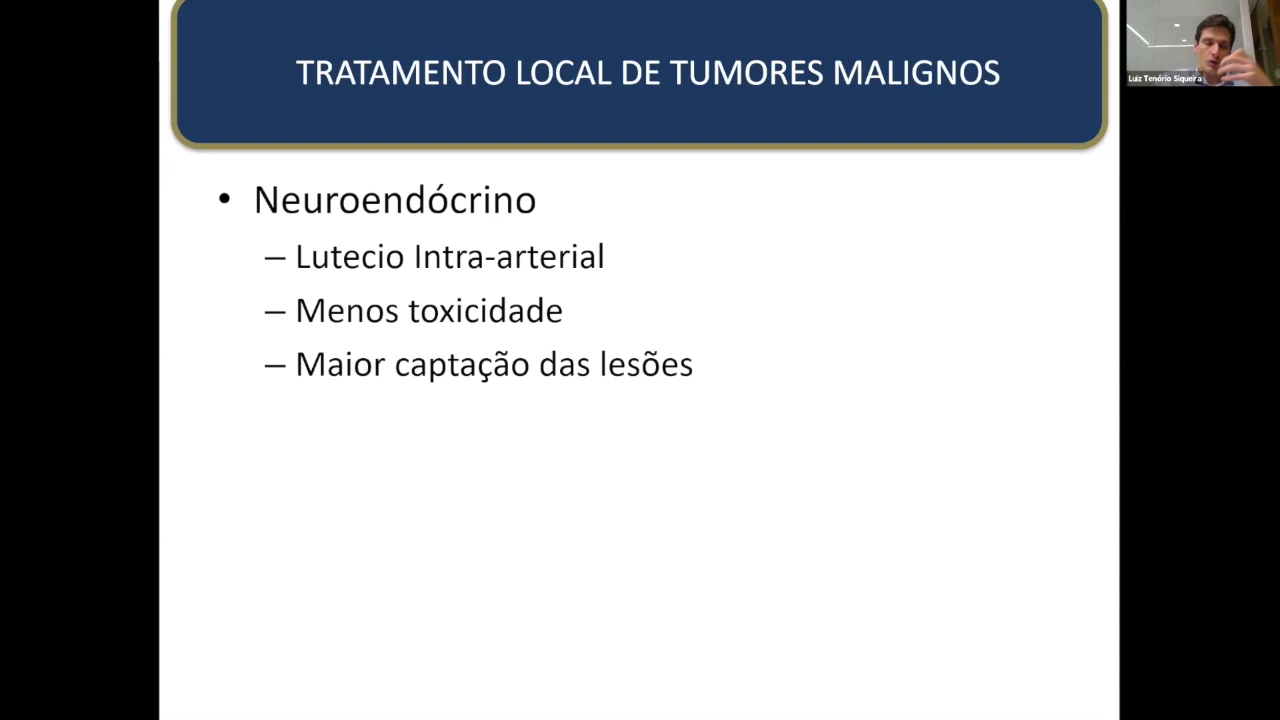 TRATAMENTO LOCAL DE TUMORES MALIGNOS
Luiz Tenório Siqueira
• Neuroendócrino
– Lutecio Intra-arterial
– Menos toxicidade
– Maior captação das lesões